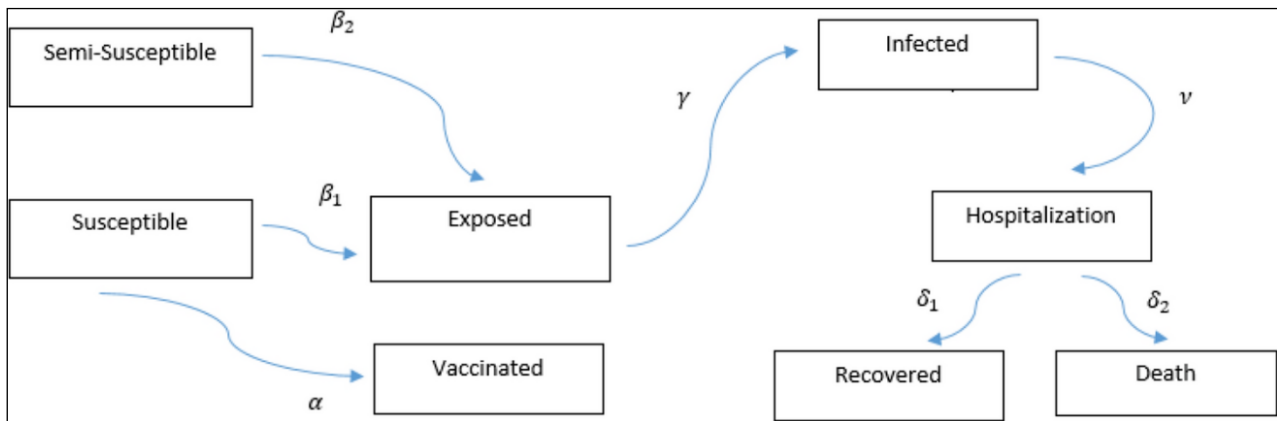 Semi-Susceptible
β₂
Infected
γ
ν
Susceptible
β₁
Exposed
Hospitalization
δ₁
δ₂
Vaccinated
α
Recovered
Death